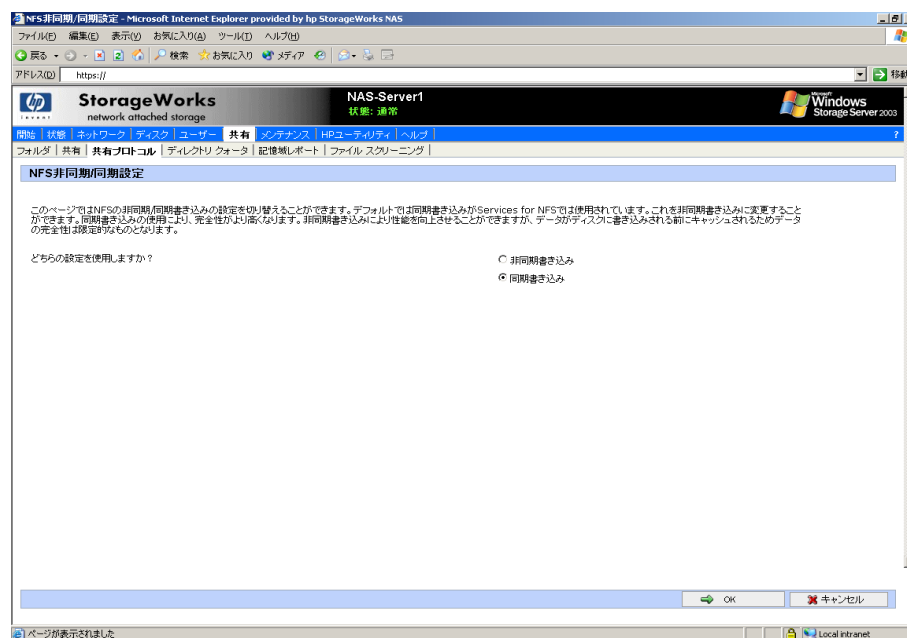 NFS非同期/同期設定 - Microsoft Internet Explorer provided by hp StorageWorks NAS
ファイル(F) 編集(E) 表示(V) お気に入り(A) ツール(T) ヘルプ(H)
戻る 検索 お気に入り メディア
アドレス(D) https:// 移動
hp invent
StorageWorks
network attached storage
NAS-Server1
状態: 通常
Microsoft
Windows
Storage Server 2003
開始 | 状態 | ネットワーク | ディスク | ユーザー | 共有 | メンテナンス | HPユーティリティ | ヘルプ | ?
フォルダ | 共有 | 共有プロトコル | ディレクトリ クォータ | 記憶域レポート | ファイル スクリーニング |
NFS非同期/同期設定
このページではNFSの非同期/同期書き込みの設定を切り替えることができます。デフォルトでは同期書き込みがServices for NFSでは使用されています。これを非同期書き込みに変更すること
ができます。同期書き込みの使用により、完全性がより高くなります。非同期書き込みにより性能を向上させることができますが、データがディスクに書き込みされる前にキャッシュされるためデータ
の完全性は限定的なものとなります。
どちらの設定を使用しますか?
非同期書き込み
同期書き込み
OK キャンセル
ページが表示されました Local intranet